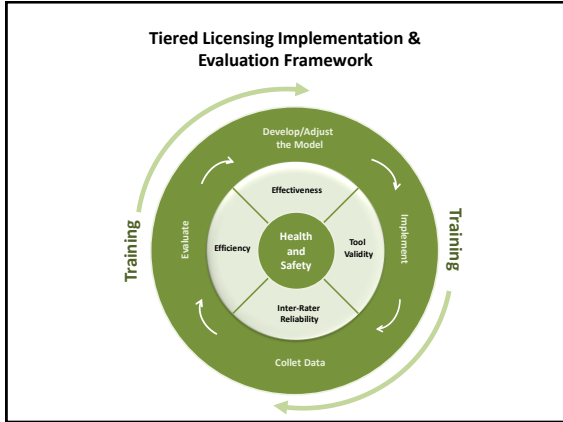 Tiered Licensing Implementation &
Evaluation Framework
Develop/Adjust
the Model
Training
Evaluate
Effectiveness
Efficiency
Health
and
Safety
Tool
Validity
Implement
Training
Inter-Rater
Reliability
Collet Data